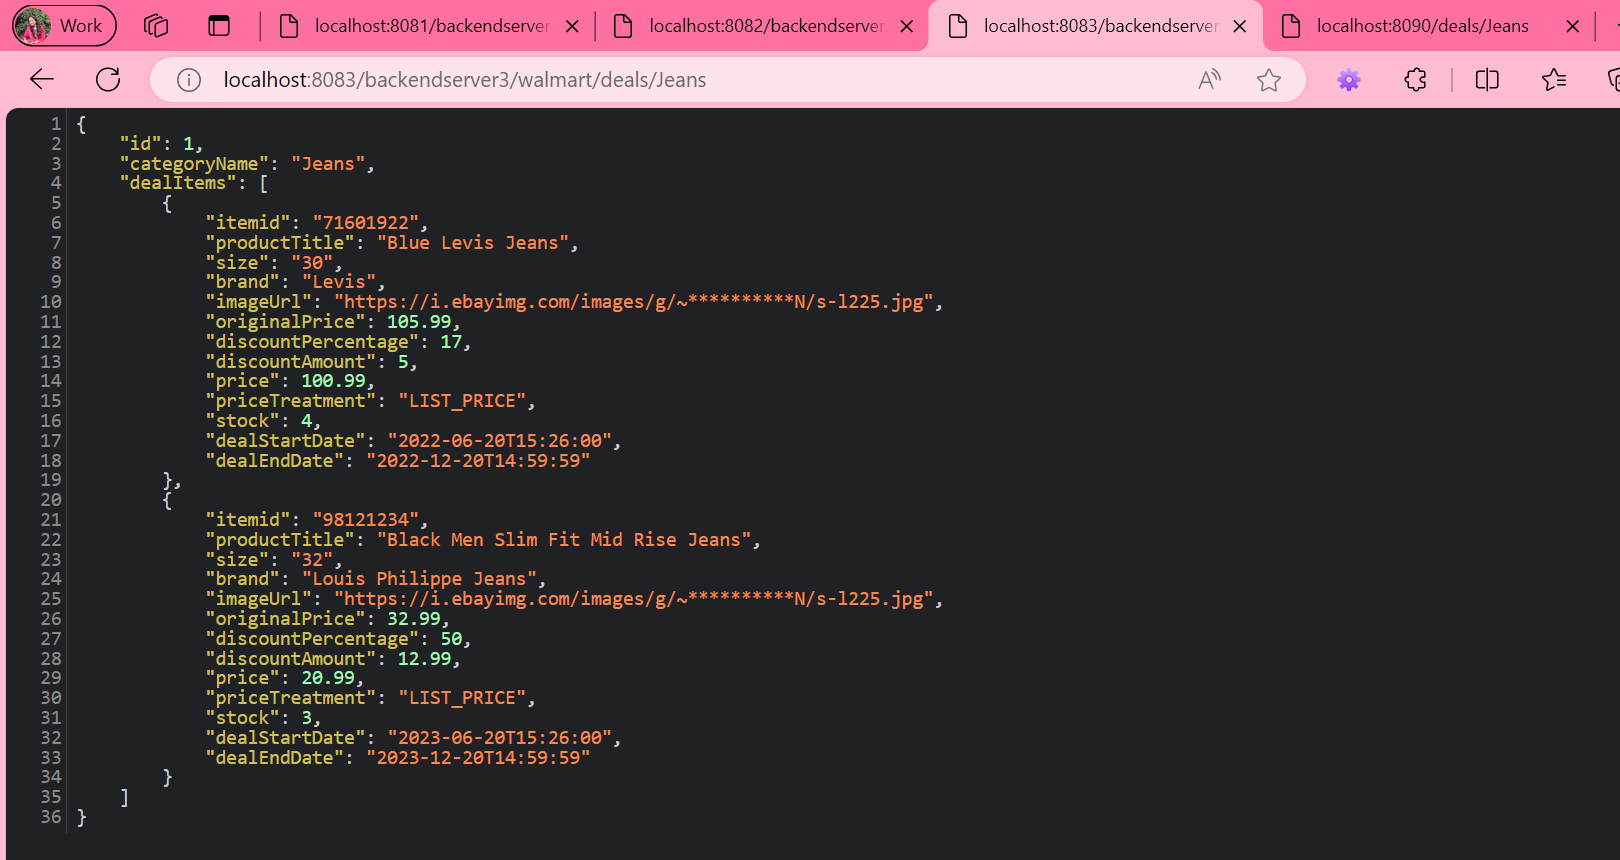 Work
localhost:8081/backendserver
localhost:8082/backendserver
localhost:8083/backendserver
localhost:8090/deals/Jeans
localhost:8083/backendserver3/walmart/deals/Jeans
1 {
2 "id": 1,
3 "categoryName": "Jeans",
4 "dealItems": [
5 {
6 "itemid": "71601922",
7 "productTitle": "Blue Levis Jeans",
8 "size": "30",
9 "brand": "Levis",
10 "imageUrl": "https://i.ebayimg.com/images/g/~**********N/s-l225.jpg",
11 "originalPrice": 105.99,
12 "discountPercentage": 17,
13 "discountAmount": 5,
14 "price": 100.99,
15 "priceTreatment": "LIST_PRICE",
16 "stock": 4,
17 "dealStartDate": "2022-06-20T15:26:00",
18 "dealEndDate": "2022-12-20T14:59:59"
19 },
20 {
21 "itemid": "98121234",
22 "productTitle": "Black Men Slim Fit Mid Rise Jeans",
23 "size": "32",
24 "brand": "Louis Philippe Jeans",
25 "imageUrl": "https://i.ebayimg.com/images/g/~**********N/s-l225.jpg",
26 "originalPrice": 32.99,
27 "discountPercentage": 50,
28 "discountAmount": 12.99,
29 "price": 20.99,
30 "priceTreatment": "LIST_PRICE",
31 "stock": 3,
32 "dealStartDate": "2023-06-20T15:26:00",
33 "dealEndDate": "2023-12-20T14:59:59"
34 }
35 ]
36 }